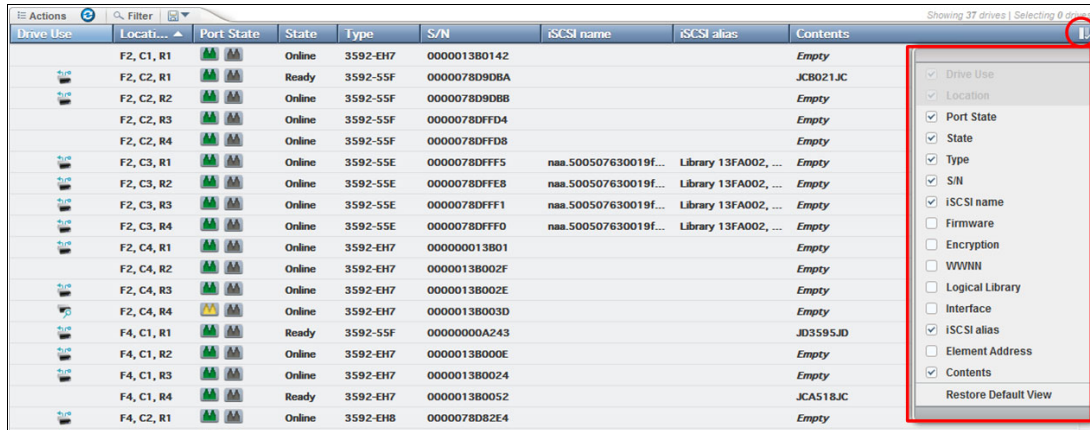 Actions Filter Showing 37 drives | Selecting 0 drives
Drive Use Locati... Port State State Type S/N iSCSI name iSCSI alias Contents
F2, C1, R1 Online 3592-EH7 0000013B0142 Empty
F2, C2, R1 Ready 3592-55F 0000078D9DBA JCB021JC
F2, C2, R2 Online 3592-55F 0000078D9DBB Empty
F2, C2, R3 Online 3592-55F 0000078DFFD4 Empty
F2, C2, R4 Online 3592-55F 0000078DFFD8 Empty
F2, C3, R1 Online 3592-55E 0000078DFFF5 naa.500507630019f... Library 13FA002, ... Empty
F2, C3, R2 Online 3592-55E 0000078DFFE8 naa.500507630019f... Library 13FA002, ... Empty
F2, C3, R3 Online 3592-55E 0000078DFFF1 naa.500507630019f... Library 13FA002, ... Empty
F2, C3, R4 Online 3592-55E 0000078DFFF0 naa.500507630019f... Library 13FA002, ... Empty
F2, C4, R1 Online 3592-EH7 000000013B01 Empty
F2, C4, R2 Online 3592-EH7 0000013B002F Empty
F2, C4, R3 Online 3592-EH7 0000013B002E Empty
F2, C4, R4 Online 3592-EH7 0000013B003D Empty
F4, C1, R1 Ready 3592-55F 00000000A243 JD3595JD
F4, C1, R2 Online 3592-EH7 0000013B000E Empty
F4, C1, R3 Online 3592-EH7 0000013B0024 Empty
F4, C1, R4 Ready 3592-EH7 0000013B0052 JCA518JC
F4, C2, R1 Online 3592-EH8 0000078D82E4 Empty
Drive Use
Location
Port State
State
Type
S/N
iSCSI name
Firmware
Encryption
WWNN
Logical Library
Interface
iSCSI alias
Element Address
Contents
Restore Default View